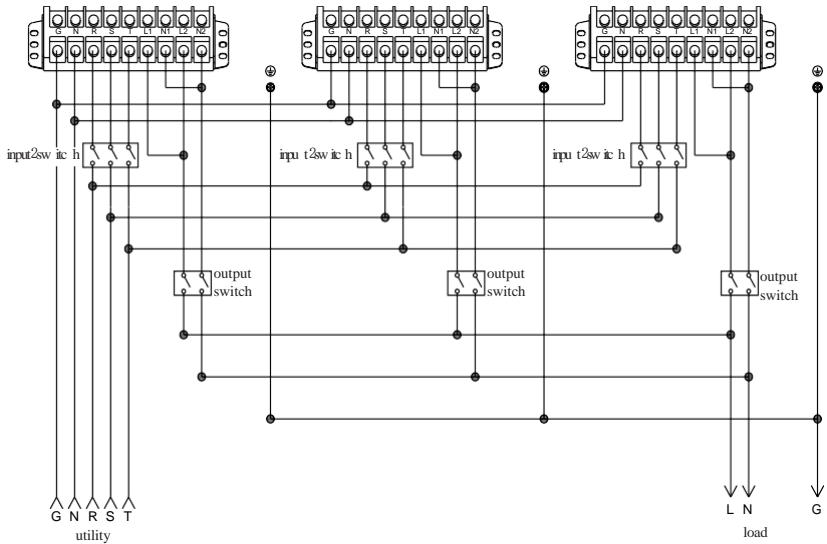 G N R S T L1 N1 L2 N2
G N R S T L1 N1 L2 N2
G N R S T L1 N1 L2 N2
input2sw itc h
inpu t2sw itc h
inpu t2sw itc h
output
switch
output
switch
output
switch
G N R S T
utility
L N
load
G